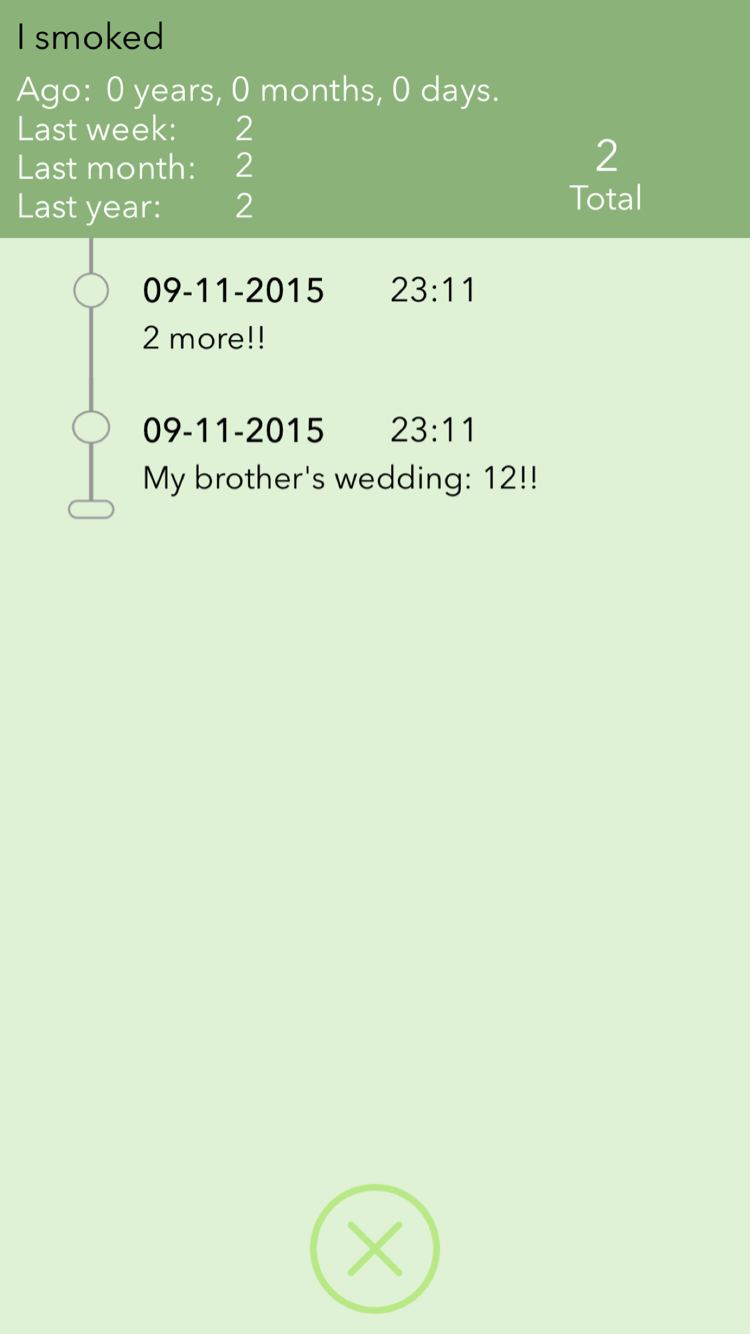 I smoked
Ago: 0 years, 0 months, 0 days.
Last week: 2
Last month: 2
Last year: 2
2
Total
09-11-2015 23:11
2 more!!
09-11-2015 23:11
My brother's wedding: 12!!